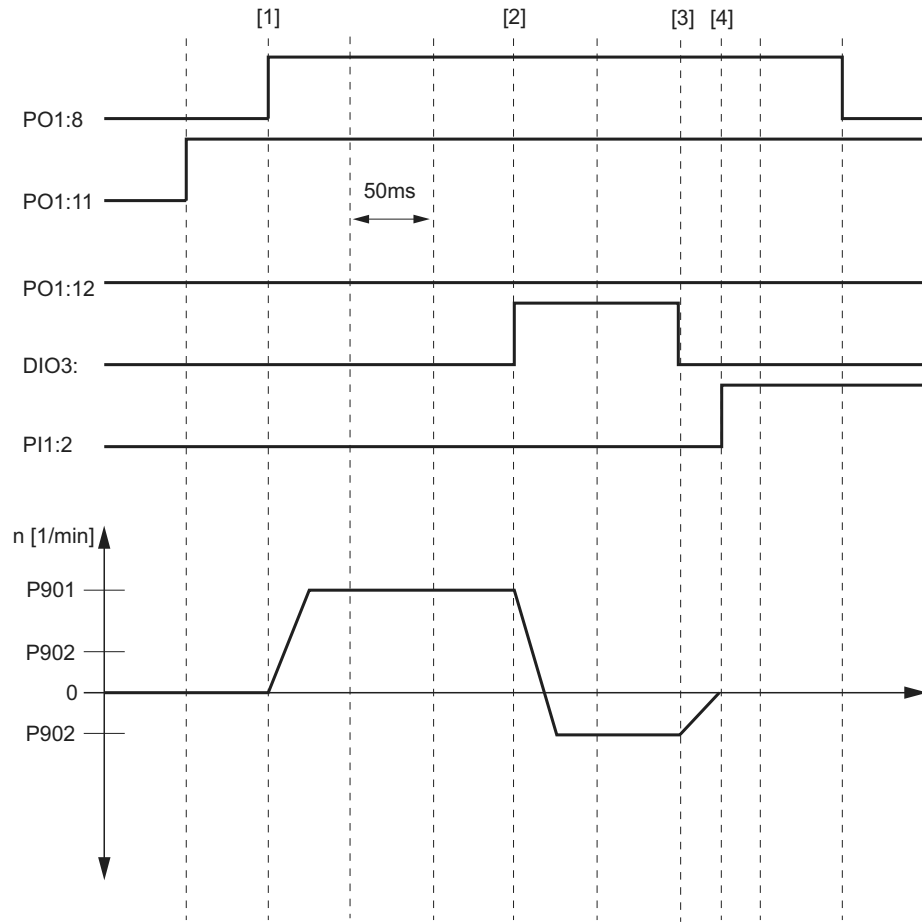 [1] [2] [3] [4]
PO1:8
50ms
PO1:11
PO1:12
DIO3:
PI1:2
n [1/min]
P901
P902
0
P902